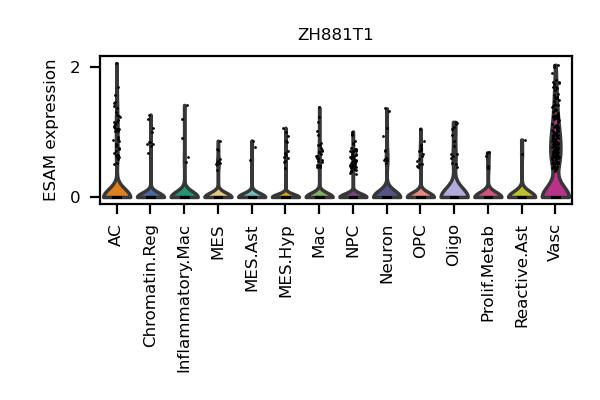 ZH881T1
ESAM expression
2
0
AC
Chromatin.Reg
Inflammatory.Mac
MES
MES.Ast
MES.Hyp
Mac
NPC
Neuron
OPC
Oligo
Prolif.Metab
Reactive.Ast
Vasc